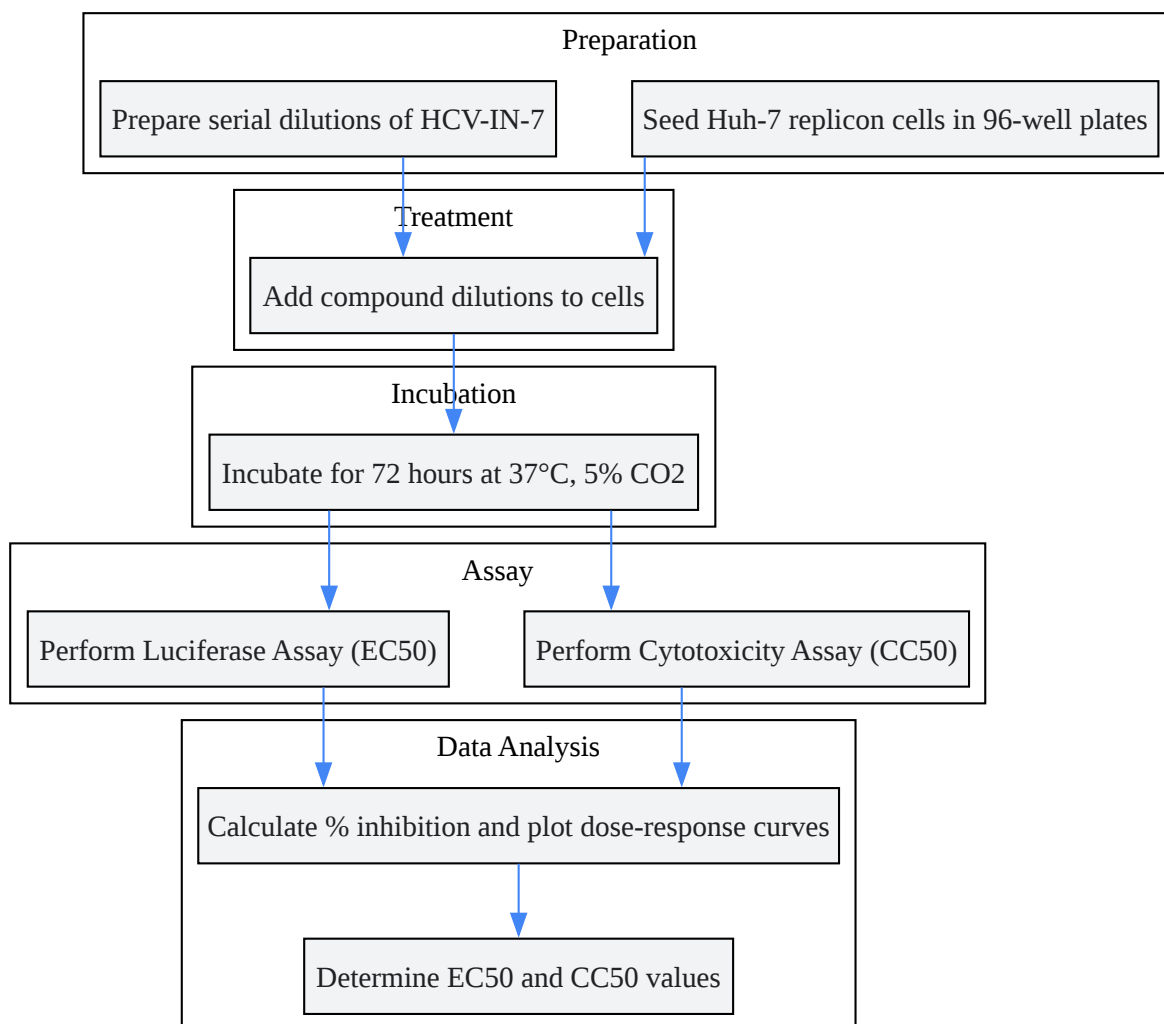 Preparation
Prepare serial dilutions of HCV-IN-7
Seed Huh-7 replicon cells in 96-well plates
Treatment
Add compound dilutions to cells
Incubation
Incubate for 72 hours at 37°C, 5% CO2
Assay
Perform Luciferase Assay (EC50)
Perform Cytotoxicity Assay (CC50)
Data Analysis
Calculate % inhibition and plot dose-response curves
Determine EC50 and CC50 values